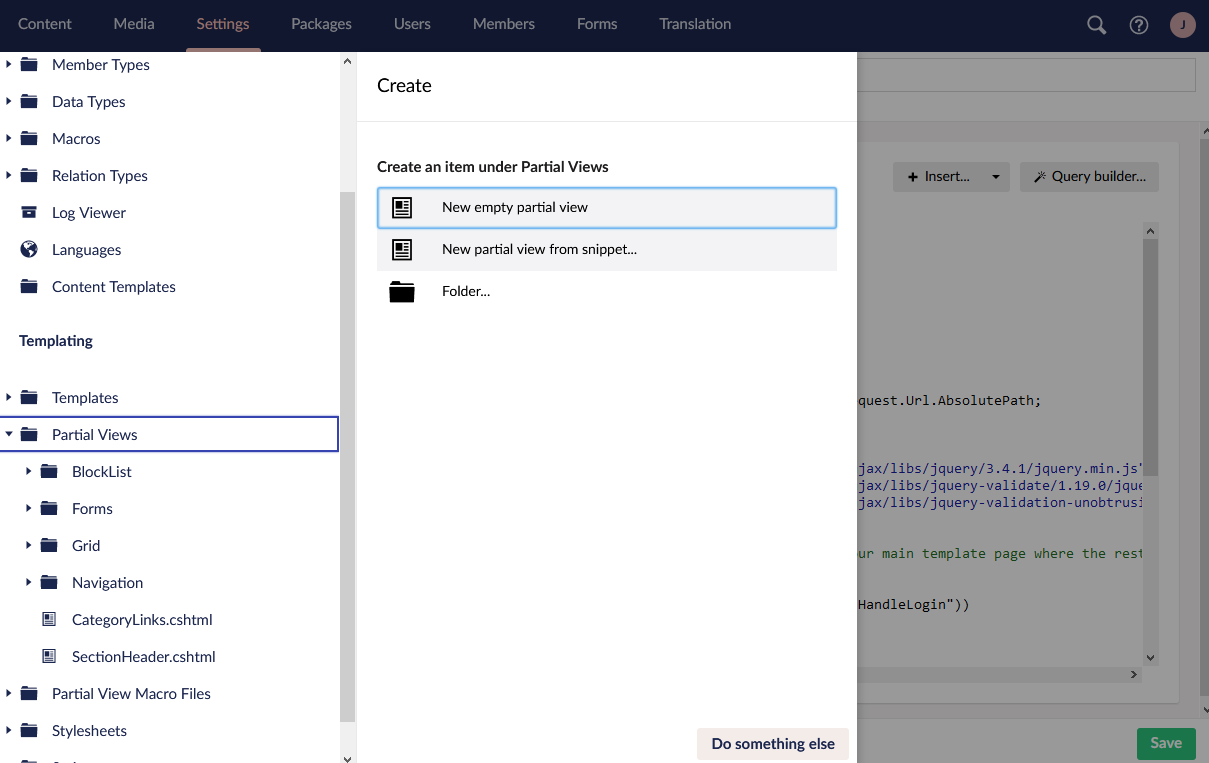 Content Media Settings Packages Users Members Forms Translation J
Member Types
Data Types
Macros
Relation Types
Log Viewer
Languages
Content Templates
Templating
Templates
Partial Views
BlockList
Forms
Grid
Navigation
CategoryLinks.cshtml
SectionHeader.cshtml
Partial View Macro Files
Stylesheets
Create
Create an item under Partial Views
New empty partial view
New partial view from snippet...
Folder...
Do something else
Insert... Query builder...
quest.Url.AbsolutePath;
jax/libs/jquery/3.4.1/jquery.min.js"
jax/libs/jquery-validate/1.19.0/jque
jax/libs/jquery-validation-unobtrusi
ur main template page where the rest
HandleLogin"))
Save